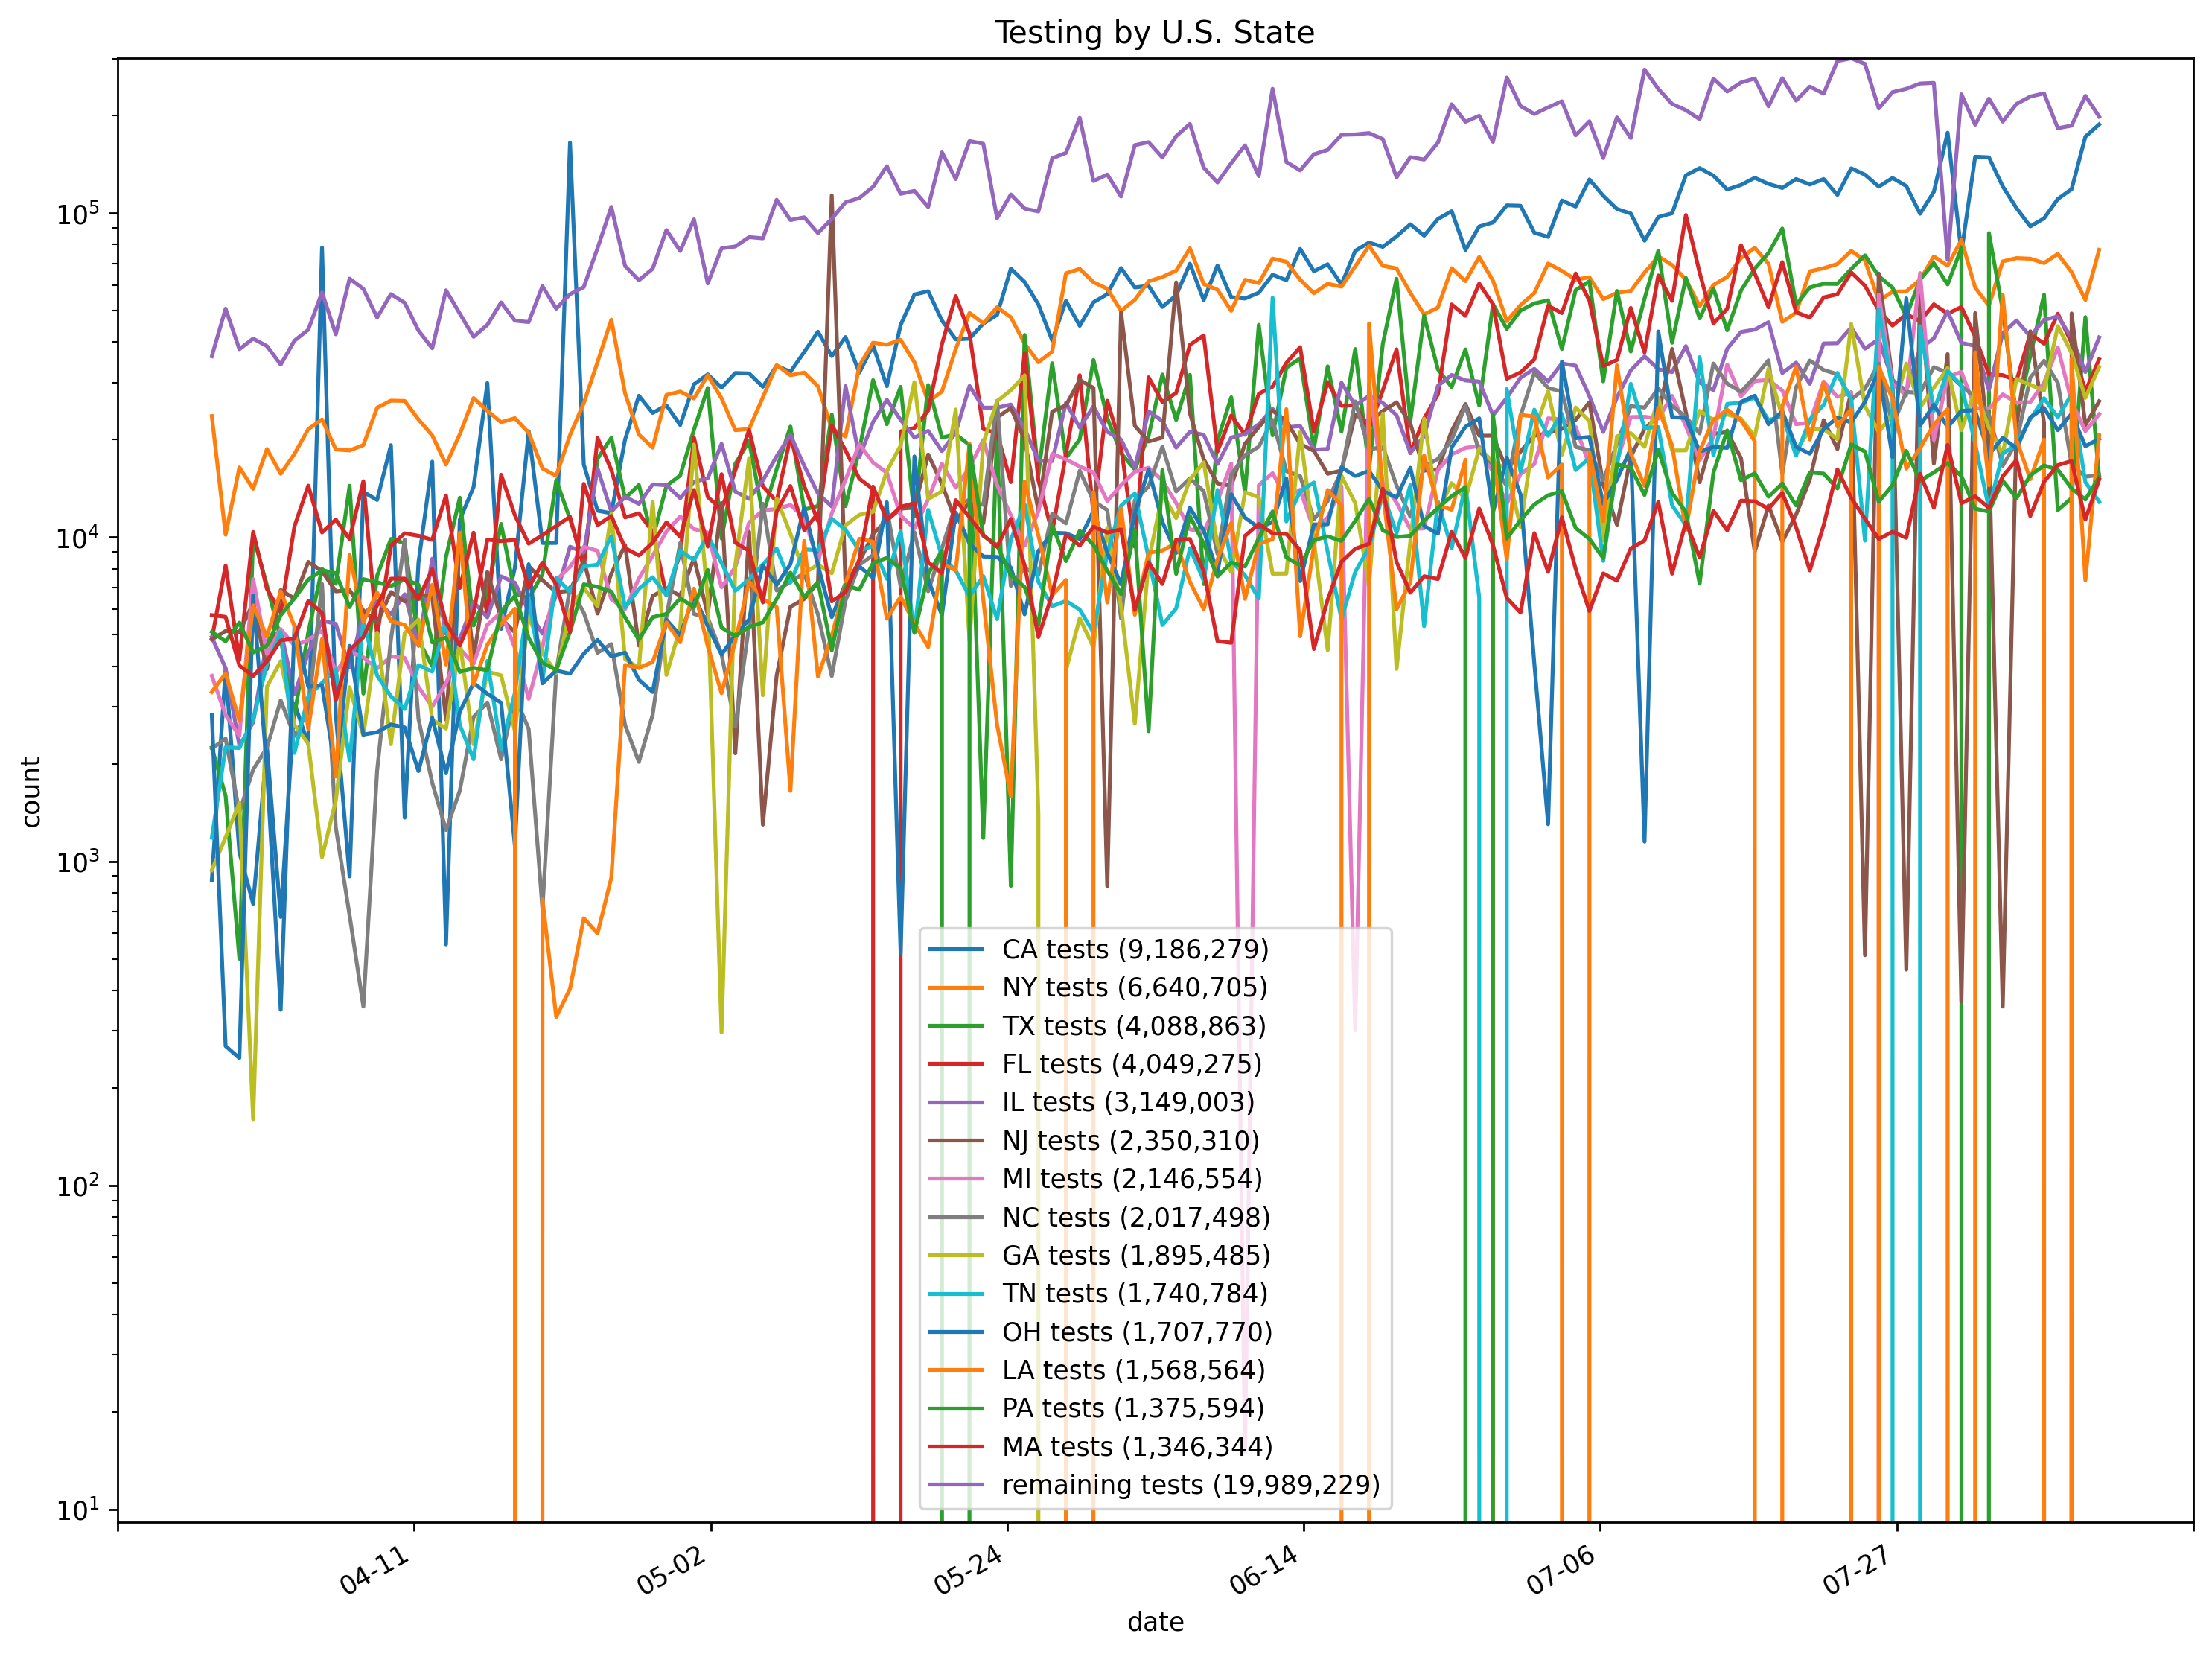 Testing by U.S. State
count
10^5
10^4
10^3
10^2
10^1
CA tests (9,186,279)
NY tests (6,640,705)
TX tests (4,088,863)
FL tests (4,049,275)
IL tests (3,149,003)
NJ tests (2,350,310)
MI tests (2,146,554)
NC tests (2,017,498)
GA tests (1,895,485)
TN tests (1,740,784)
OH tests (1,707,770)
LA tests (1,568,564)
PA tests (1,375,594)
MA tests (1,346,344)
remaining tests (19,989,229)
04-11
05-02
05-24
06-14
07-06
07-27
date